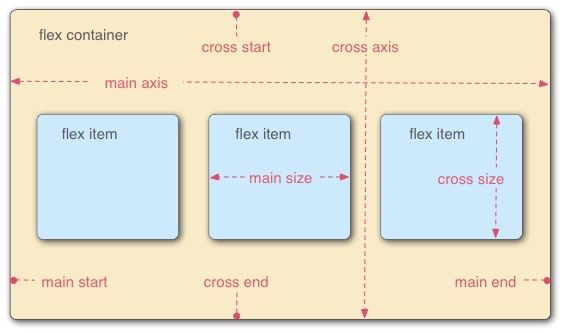 flex container
cross start
cross axis
main axis
flex item
flex item
flex item
main size
cross size
main start
cross end
main end